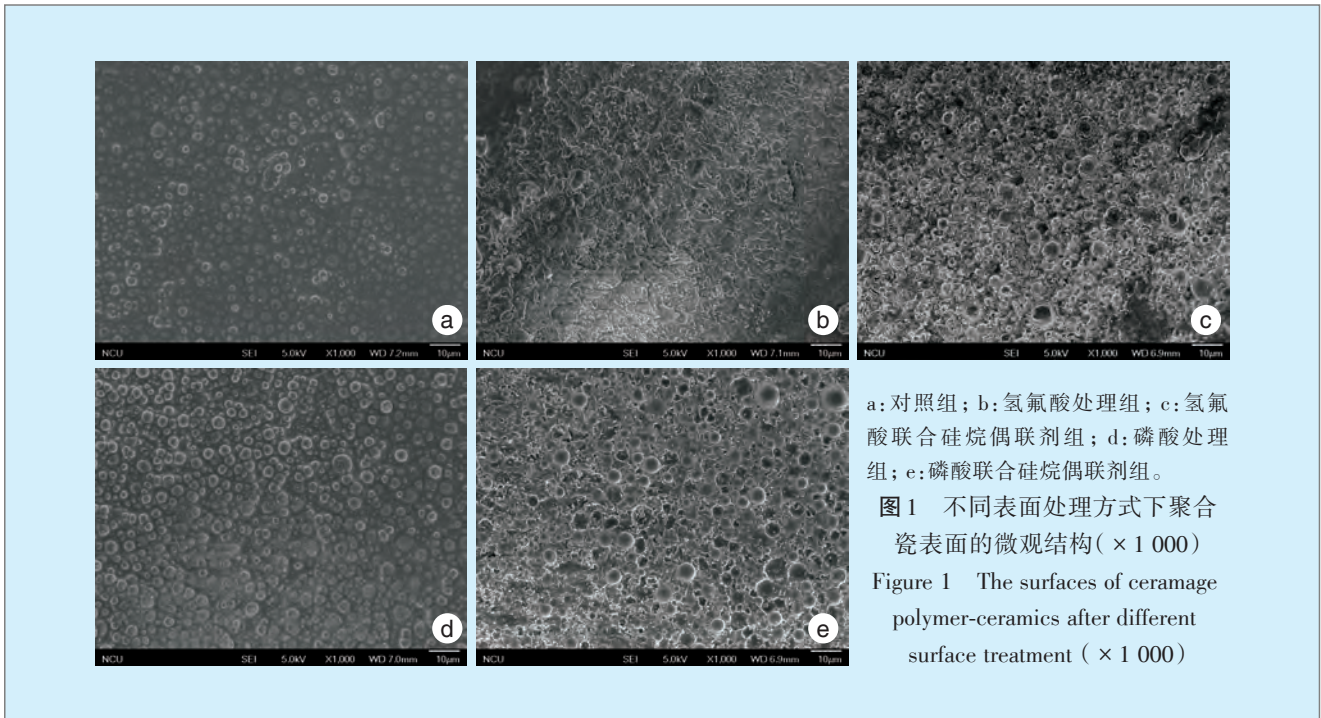 a
NCU SEI 5.0kV X1,000 WD 7.2mm 10μm
b
NCU SEI 5.0kV X1,000 WD 7.1mm 10μm
c
NCU SEI 5.0kV X1,000 WD 6.9mm 10μm
d
NCU SEI 5.0kV X1,000 WD 7.0mm 10μm
e
NCU SEI 5.0kV X1,000 WD 6.9mm 10μm
a:对照组；b:氢氟酸处理组；c:氢氟
酸联合硅烷偶联剂组；d:磷酸处理
组；e:磷酸联合硅烷偶联剂组。
图1 不同表面处理方式下聚合
瓷表面的微观结构(×1 000)
Figure 1 The surfaces of ceramage
polymer-ceramics after different
surface treatment (×1 000)